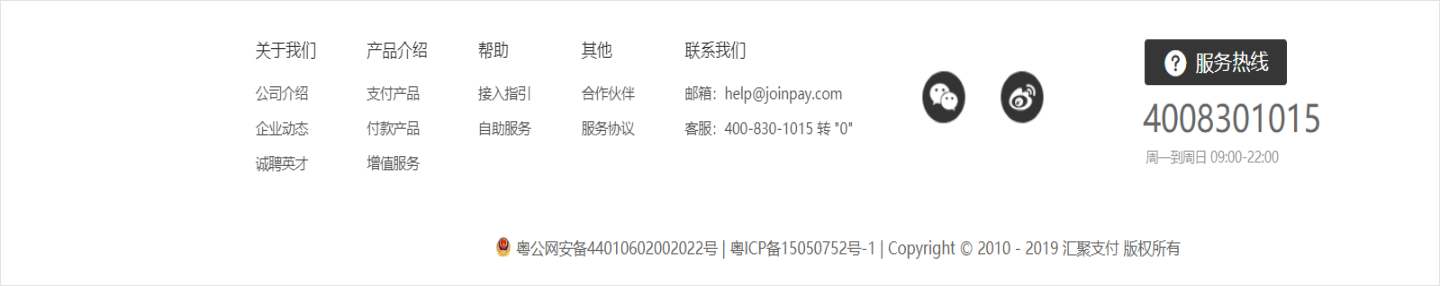 关于我们
公司介绍
企业动态
诚聘英才
产品介绍
支付产品
付款产品
增值服务
帮助
接入指引
自助服务
其他
合作伙伴
服务协议
联系我们
邮箱：help@joinpay.com
客服：400-830-1015 转 "0"
? 服务热线
4008301015
周一到周日 09:00-22:00
粤公网安备44010602002022号 | 粤ICP备15050752号-1 | Copyright © 2010 - 2019 汇聚支付 版权所有